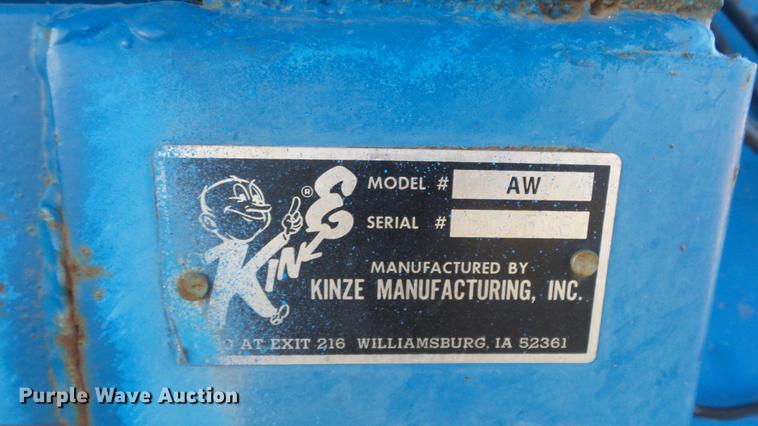 KINZE ®
MODEL # AW
SERIAL #
MANUFACTURED BY
KINZE MANUFACTURING, INC.
AT EXIT 216 WILLIAMSBURG, IA 52361
Purple Wave Auction